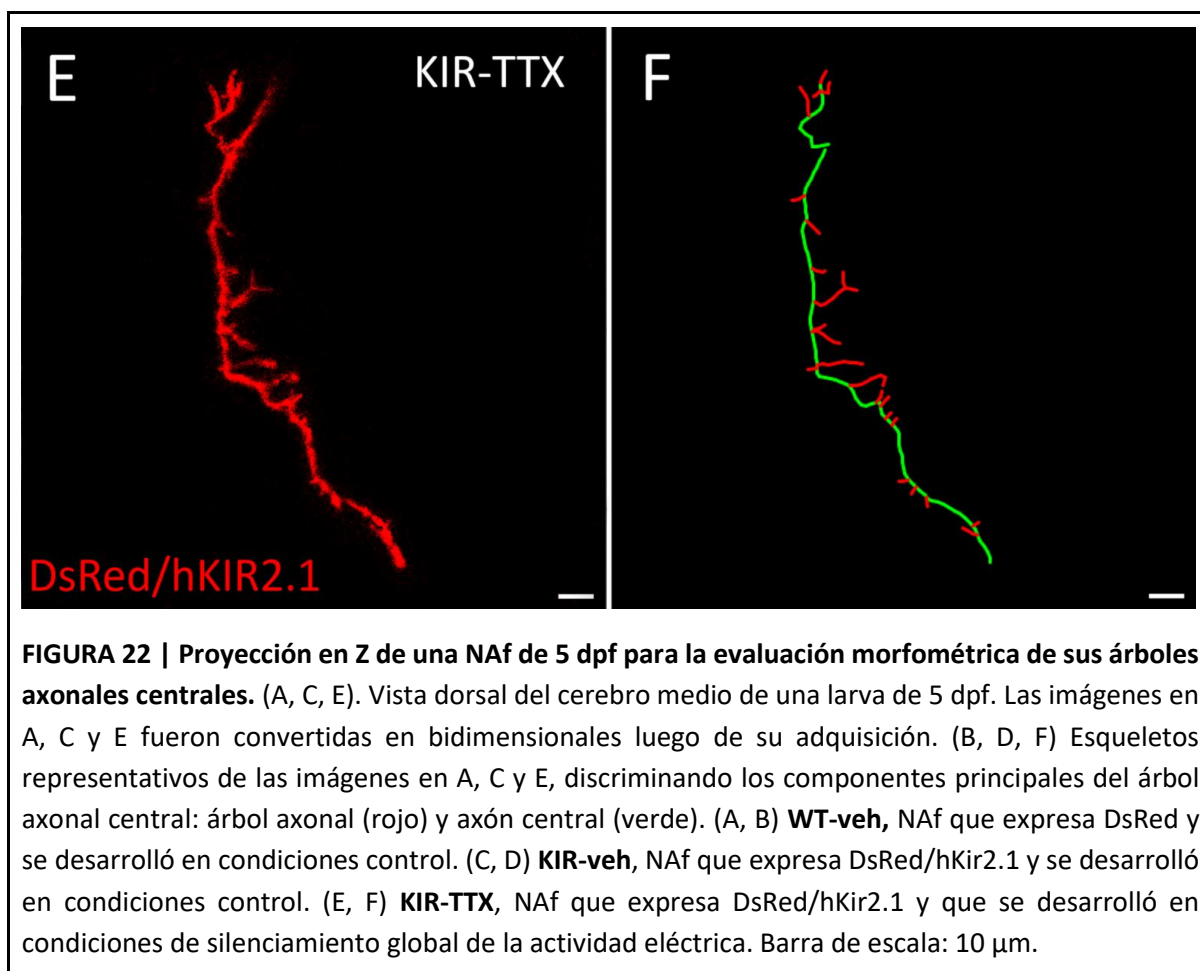 E
KIR-TTX
F
DsRed/hKIR2.1
FIGURA 22 | Proyección en Z de una NAf de 5 dpf para la evaluación morfométrica de sus árboles
axonales centrales. (A, C, E). Vista dorsal del cerebro medio de una larva de 5 dpf. Las imágenes en
A, C y E fueron convertidas en bidimensionales luego de su adquisición. (B, D, F) Esqueletos
representativos de las imágenes en A, C y E, discriminando los componentes principales del árbol
axonal central: árbol axonal (rojo) y axón central (verde). (A, B) WT-veh, NAf que expresa DsRed y
se desarrolló en condiciones control. (C, D) KIR-veh, NAf que expresa DsRed/hKir2.1 y se desarrolló
en condiciones control. (E, F) KIR-TTX, NAf que expresa DsRed/hKir2.1 y que se desarrolló en
condiciones de silenciamiento global de la actividad eléctrica. Barra de escala: 10 µm.